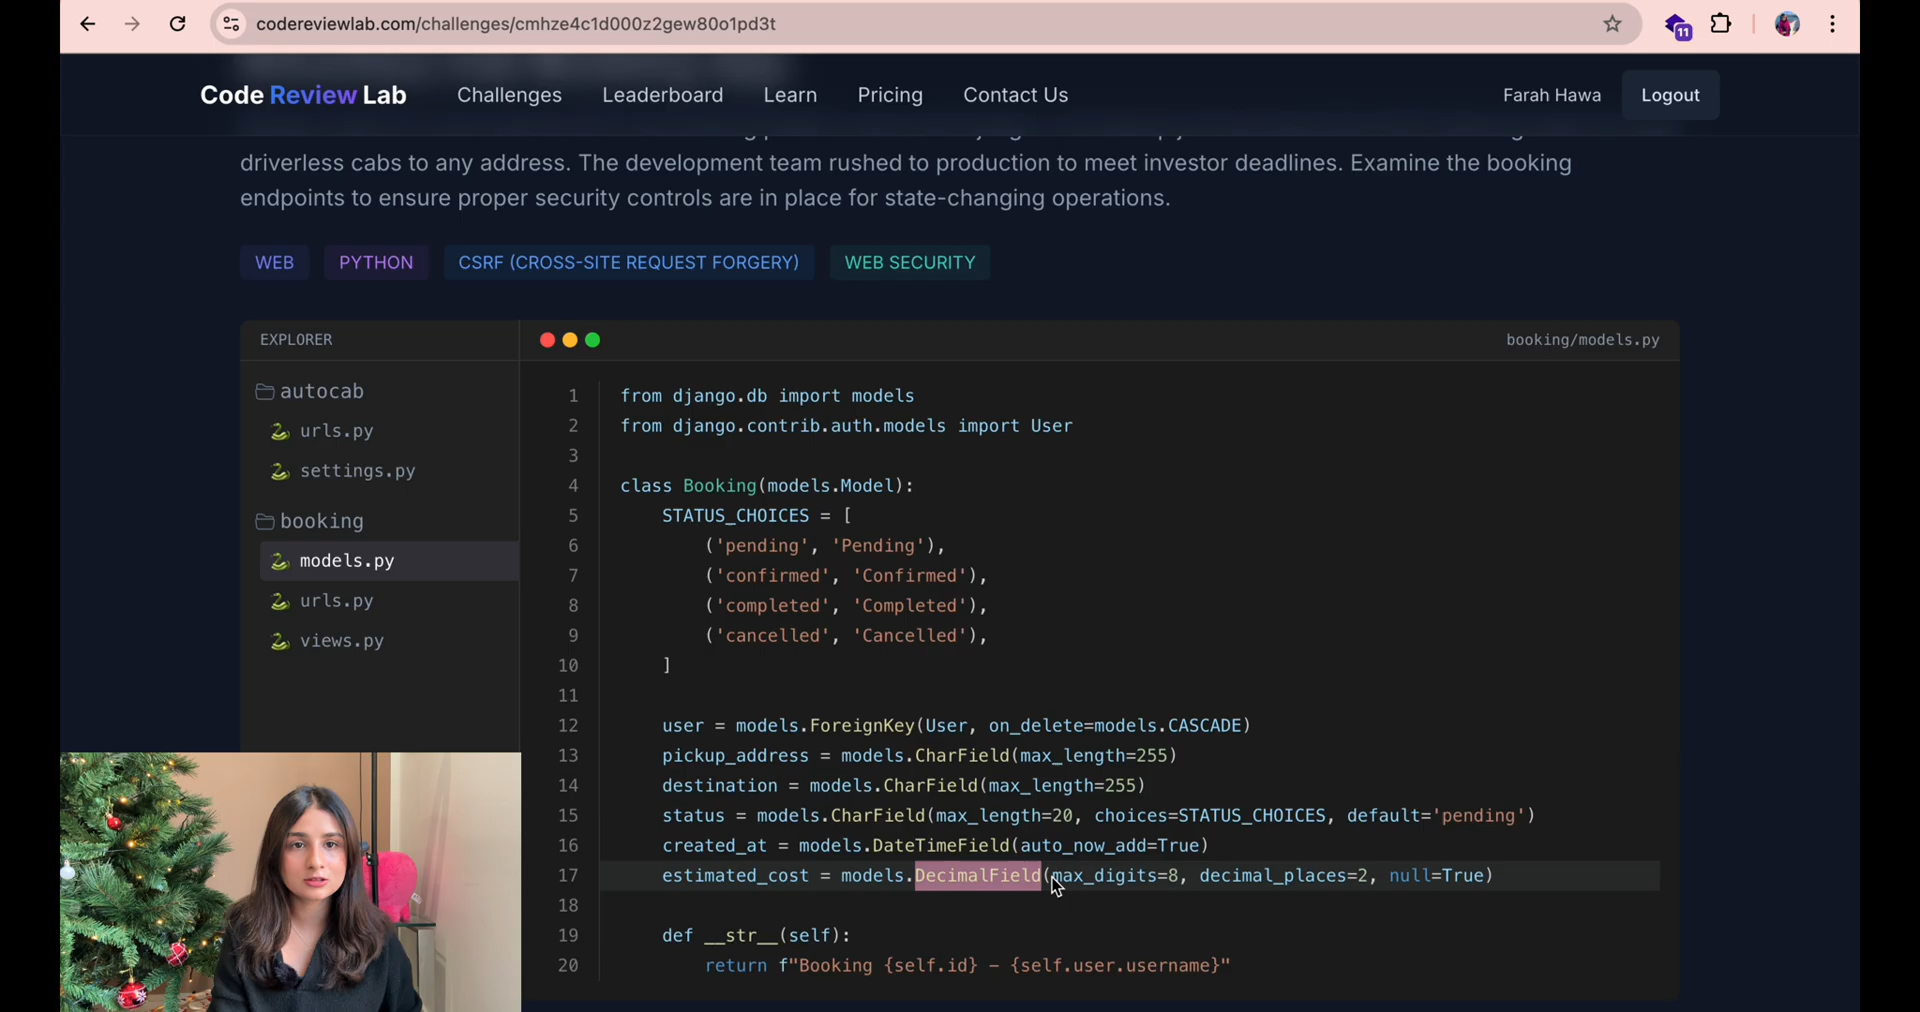 codereviewlab.com/challenges/cmhze4c1d000z2gew80o1pd3t
11
Code Review Lab
Challenges
Leaderboard
Learn
Pricing
Contact Us
Farah Hawa
Logout
driverless cabs to any address. The development team rushed to production to meet investor deadlines. Examine the booking
endpoints to ensure proper security controls are in place for state-changing operations.
WEB
PYTHON
CSRF (CROSS-SITE REQUEST FORGERY)
WEB SECURITY
EXPLORER
autocab
urls.py
settings.py
booking
models.py
urls.py
views.py
booking/models.py
1 from django.db import models
2 from django.contrib.auth.models import User
3
4 class Booking(models.Model):
5     STATUS_CHOICES = [
6         ('pending', 'Pending'),
7         ('confirmed', 'Confirmed'),
8         ('completed', 'Completed'),
9         ('cancelled', 'Cancelled'),
10     ]
11
12     user = models.ForeignKey(User, on_delete=models.CASCADE)
13     pickup_address = models.CharField(max_length=255)
14     destination = models.CharField(max_length=255)
15     status = models.CharField(max_length=20, choices=STATUS_CHOICES, default='pending')
16     created_at = models.DateTimeField(auto_now_add=True)
17     estimated_cost = models.DecimalField(max_digits=8, decimal_places=2, null=True)
18
19     def __str__(self):
20         return f"Booking {self.id} - {self.user.username}"